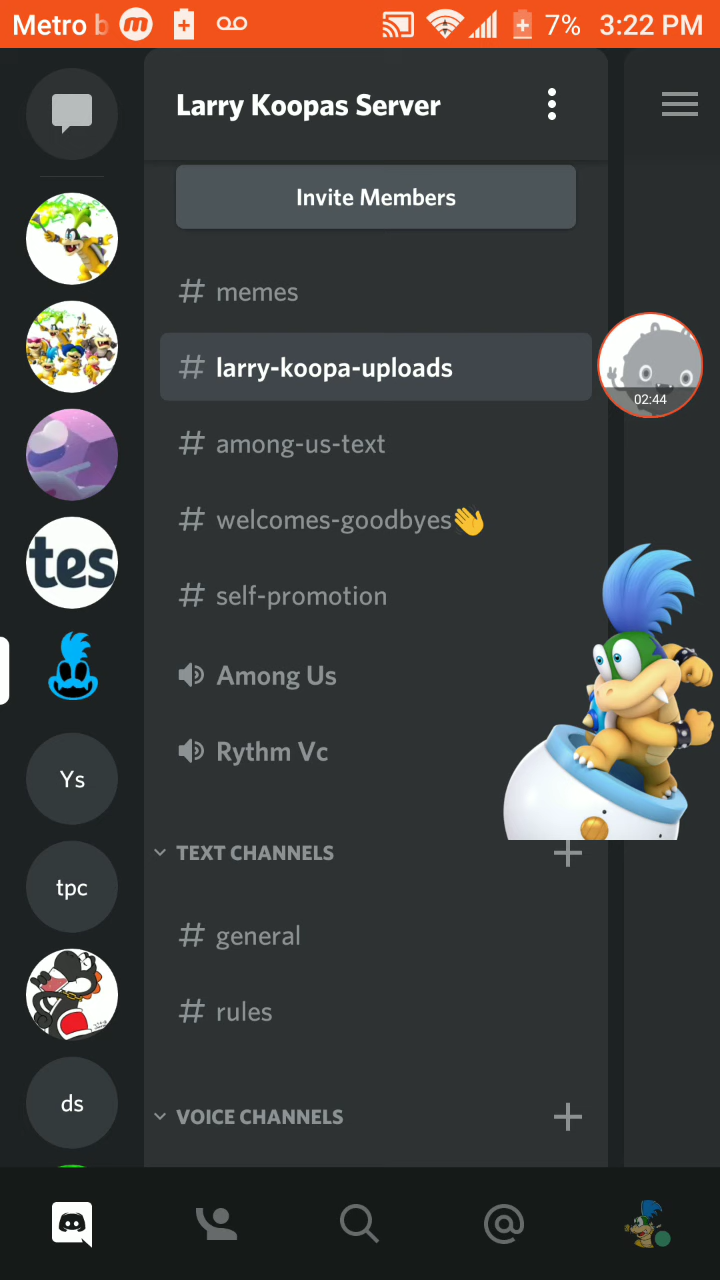 Metro b 7% 3:22 PM
Larry Koopas Server
Invite Members
# memes
# larry-koopa-uploads
02:44
# among-us-text
# welcomes-goodbyes👋
tes
# self-promotion
Among Us
Rythm Vc
Ys
TEXT CHANNELS
tpc
# general
# rules
ds
VOICE CHANNELS